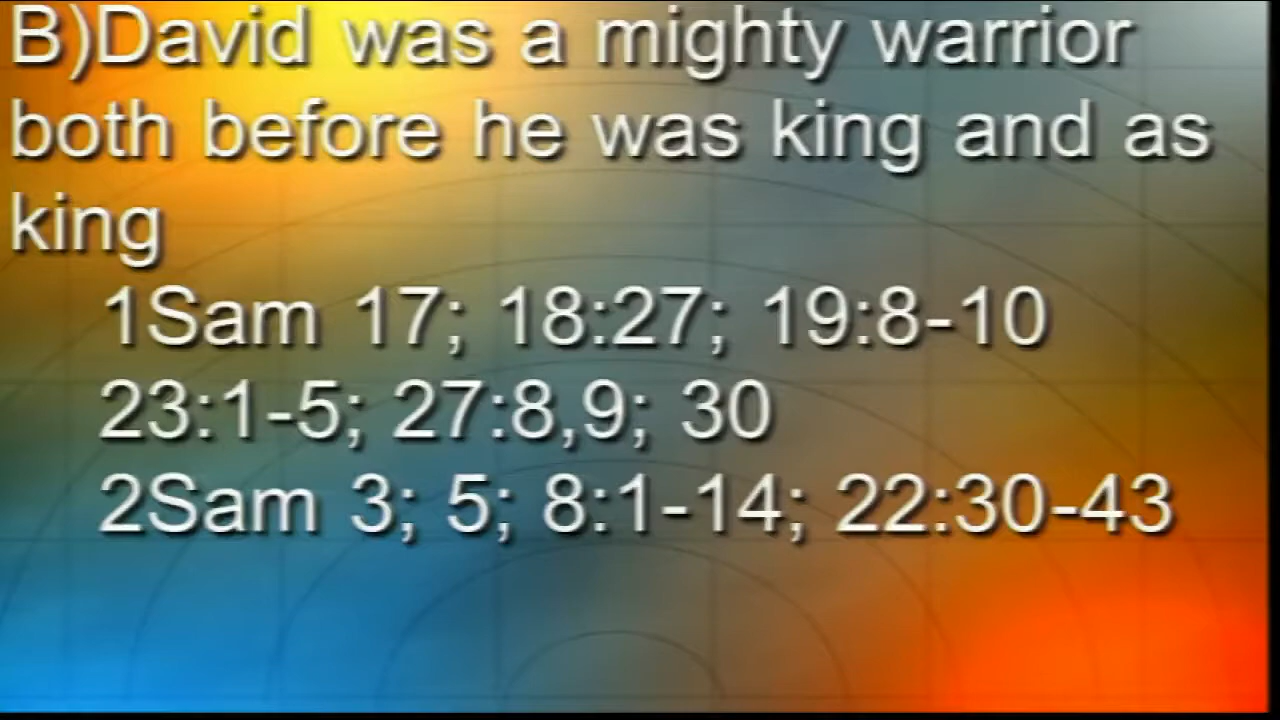 B)David was a mighty warrior
both before he was king and as
king
1Sam 17; 18:27; 19:8-10
23:1-5; 27:8,9; 30
2Sam 3; 5; 8:1-14; 22:30-43